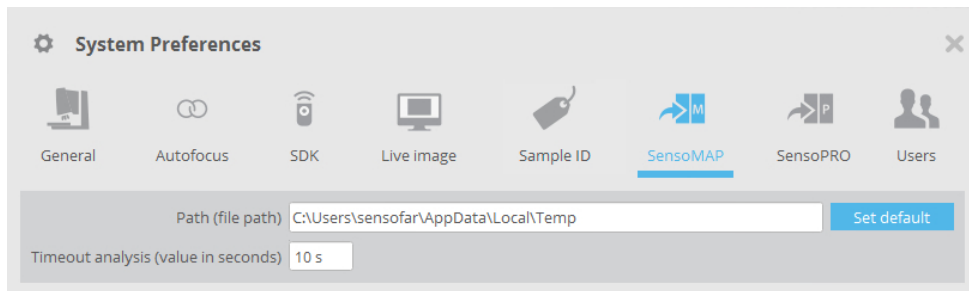 System Preferences
M
P
General Autofocus SDK Live image Sample ID SensoMAP SensoPRO Users
Path (file path) C:\Users\sensofar\AppData\Local\Temp Set default
Timeout analysis (value in seconds) 10 s